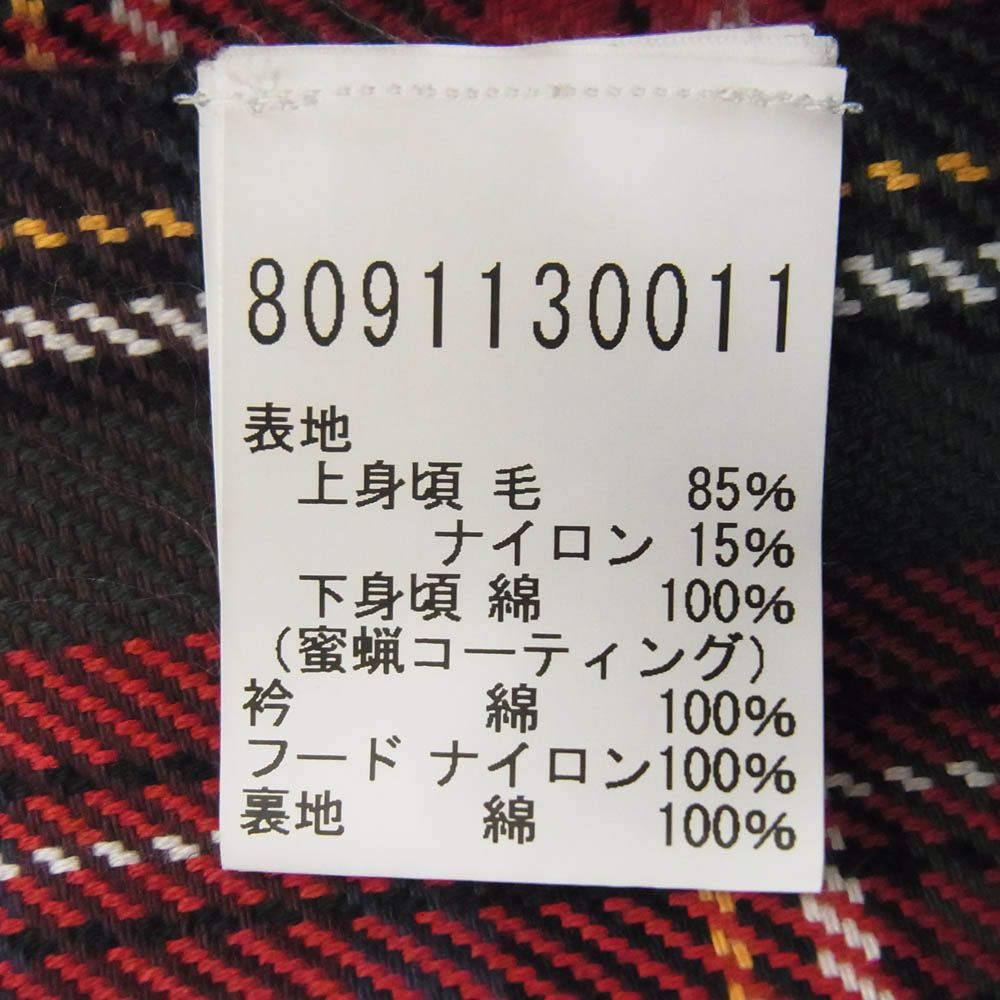 8091130011
表地
上身頃 毛 85%
ナイロン 15%
下身頃 綿 100%
(蜜蝋コーティング)
衿 綿 100%
フード ナイロン100%
裏地 綿 100%